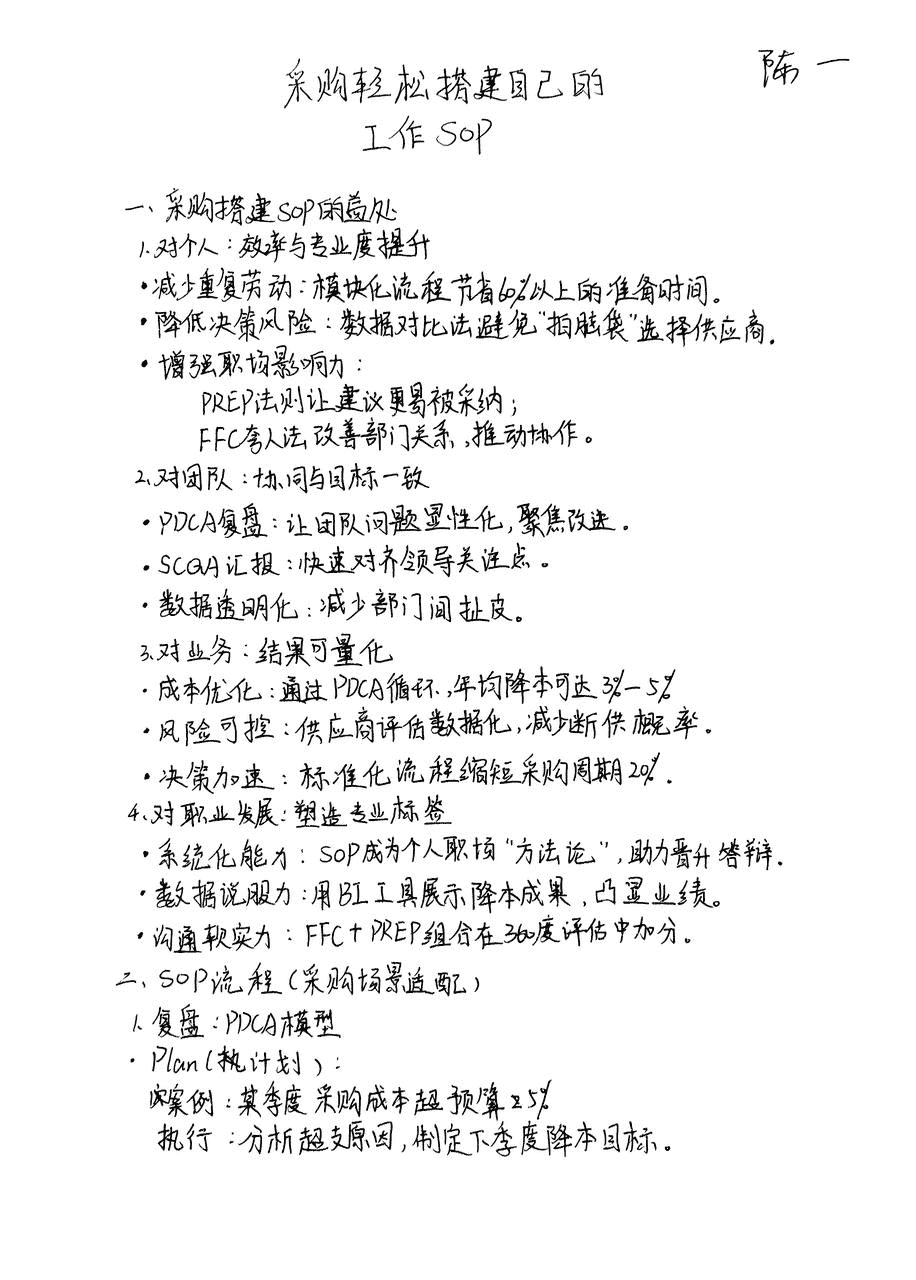 陈一
采购轻松搭建自己的
工作SOP
一、采购搭建SOP的益处
1.对个人：效率与专业度提升
·减少重复劳动：模块化流程节省60%以上的准备时间。
·降低决策风险：数据对比法避免“拍脑袋”选择供应商.
·增强职场影响力：
PREP法则让建议更易被采纳；
FFC夸人法改善部门关系,推动协作。
2.对团队：协同与目标一致
·PDCA复盘：让团队问题显性化,聚焦改进.
·SCQA汇报：快速对齐领导关注点。
·数据透明化：减少部门间扯皮。
3.对业务：结果可量化
·成本优化：通过PDCA循环,年均降本可达3%-5%
·风险可控：供应商评估数据化,减少断供概率.
·决策加速：标准化流程缩短采购周期20%.
4.对职业发展：塑造专业标签
·系统化能力：SOP成为个人职场“方法论”,助力晋升答辩.
·数据说服力：用BI工具展示降本成果,凸显业绩。
·沟通软实力：FFC+PREP组合在360度评估中加分。
二、SOP流程(采购场景适配)
1.复盘：PDCA模型
·Plan(执计划)：
案例：某季度采购成本超预算25%
执行：分析超支原因,制定下季度降本目标。